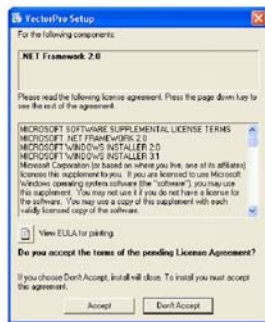 VectorPro Setup
For the following components:
.NET Framework 2.0
Please read the following license agreement. Press the page down key to
see the rest of the agreement.
MICROSOFT SOFTWARE SUPPLEMENTAL LICENSE TERMS
MICROSOFT .NET FRAMEWORK 2.0
MICROSOFT WINDOWS INSTALLER 2.0
MICROSOFT WINDOWS INSTALLER 3.1
Microsoft Corporation (or based on where you live, one of its affiliates)
licenses this supplement to you. If you are licensed to use Microsoft
Windows operating system software (the "software"), you may use
this supplement. You may not use it if you do not have a license for
the software. You may use a copy of this supplement with each
validly licensed copy of the software.
View EULA for printing
Do you accept the terms of the pending License Agreement?
If you choose Don't Accept, install will close. To install you must accept
this agreement.
Accept
Don't Accept